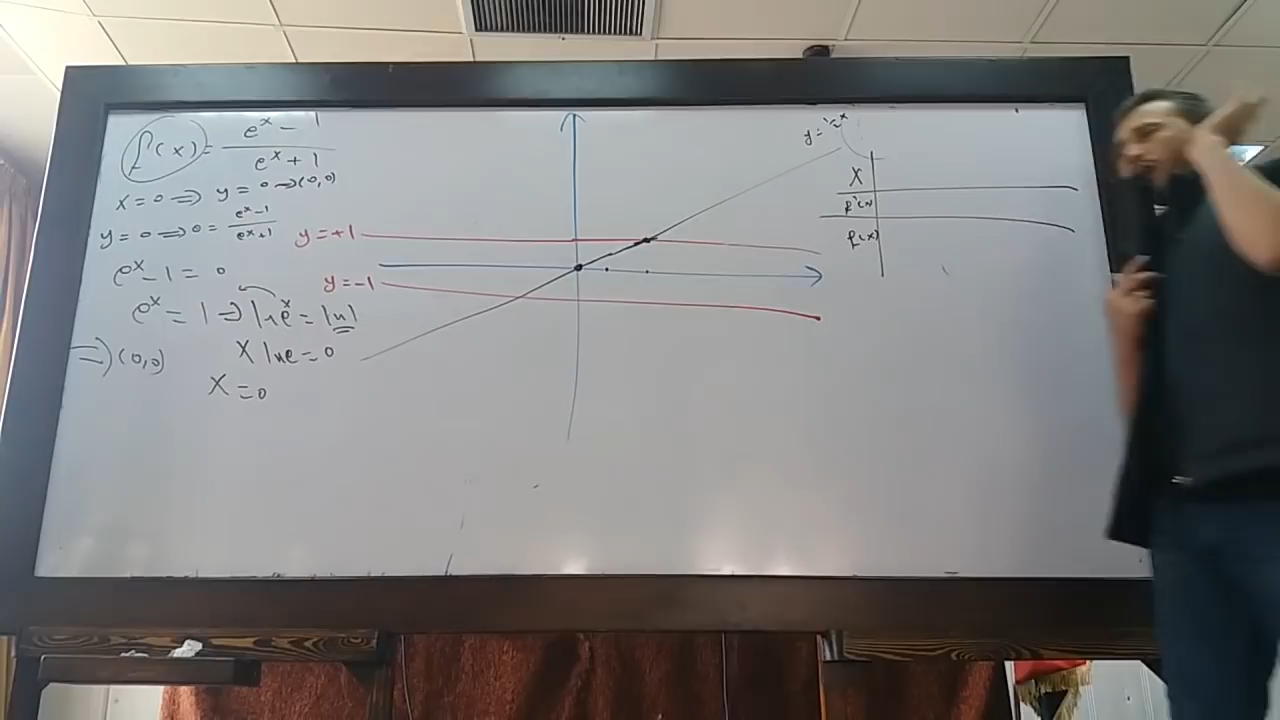 f(x) = (e^x - 1)/(e^x + 1)
x = 0 ⇒ y = 0 ⇒ (0,0)
y = 0 ⇒ 0 = (e^x - 1)/(e^x + 1)
e^x - 1 = 0
e^x = 1 ⇒ ln e^x = ln 1
⇒ (0,0) x ln e = 0
x = 0
y = +1
y = -1
y =
x
f'(x)
f(x)